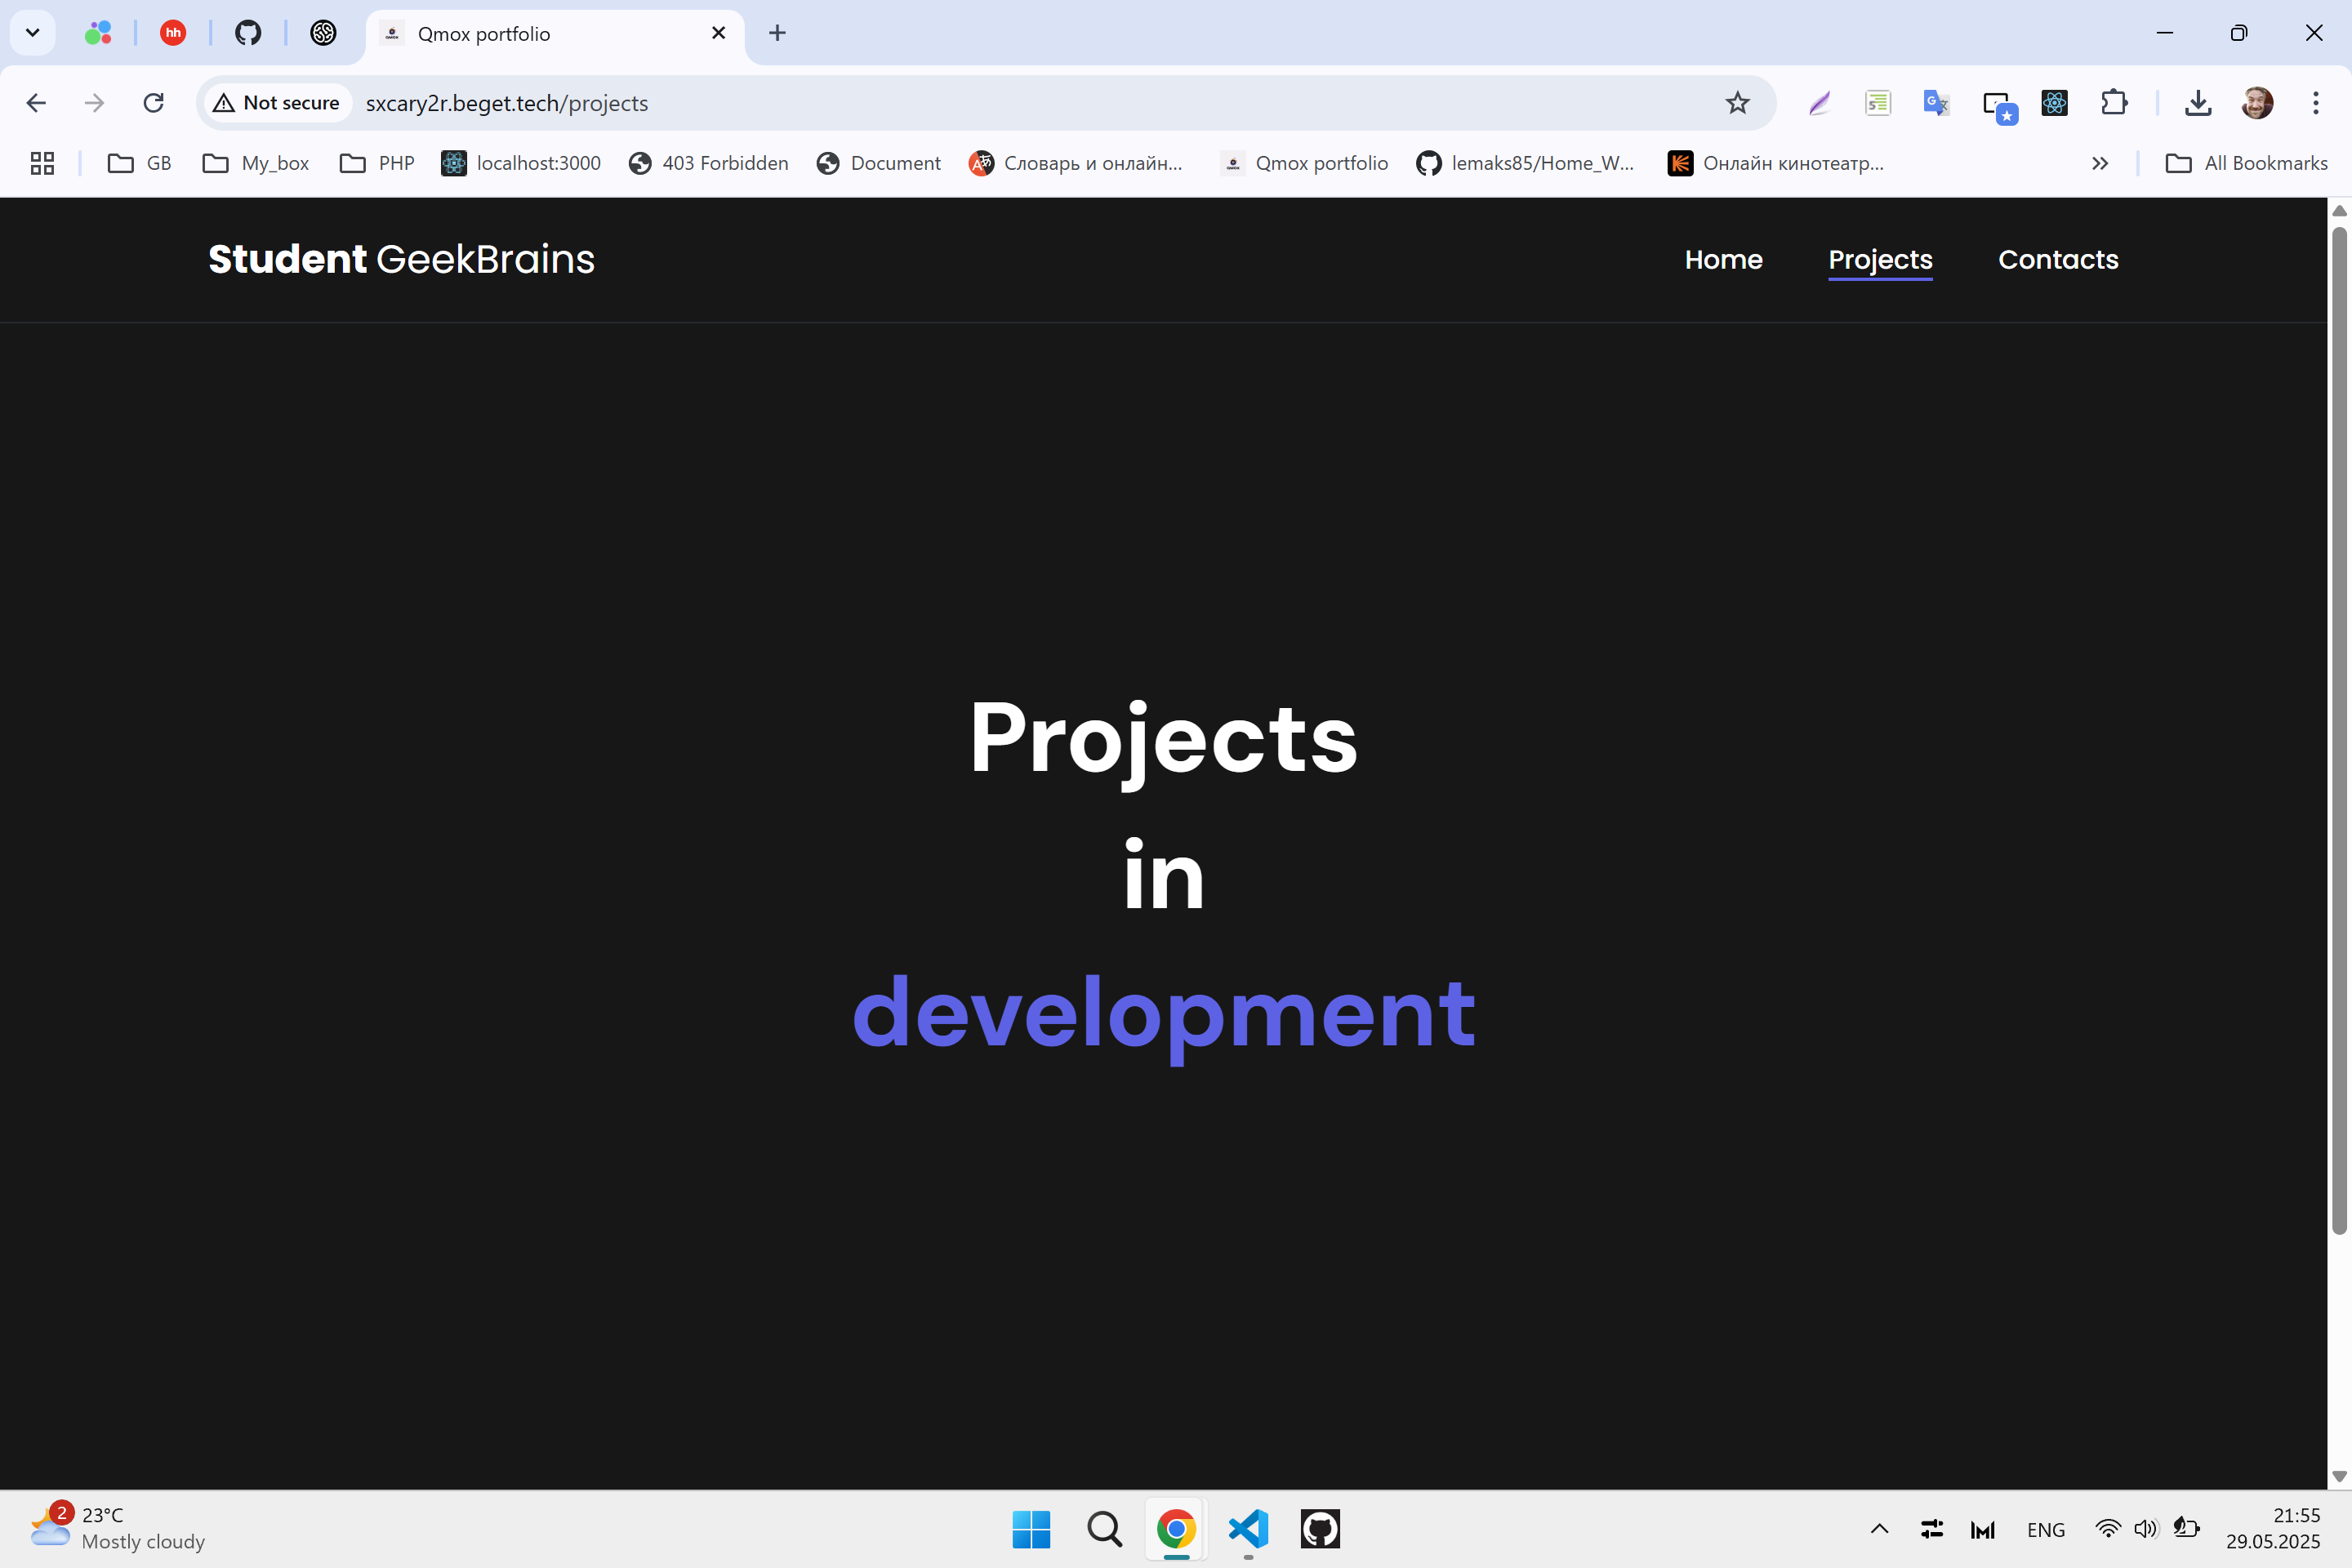 hh
Qmox portfolio
Not secure
sxcary2r.beget.tech/projects
GB
My_box
PHP
localhost:3000
403 Forbidden
Document
Словарь и онлайн...
Qmox portfolio
lemaks85/Home_W...
Онлайн кинотеатр...
All Bookmarks
Student GeekBrains
Home
Projects
Contacts
Projects
in
development
2
23°C
Mostly cloudy
ENG
21:55
29.05.2025